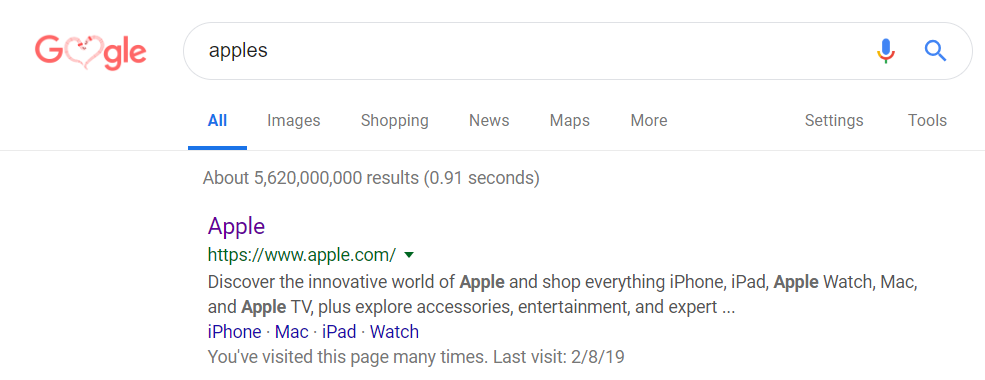 Google
apples
All Images Shopping News Maps More Settings Tools
About 5,620,000,000 results (0.91 seconds)
Apple
https://www.apple.com/
Discover the innovative world of Apple and shop everything iPhone, iPad, Apple Watch, Mac,
and Apple TV, plus explore accessories, entertainment, and expert ...
iPhone · Mac · iPad · Watch
You've visited this page many times. Last visit: 2/8/19